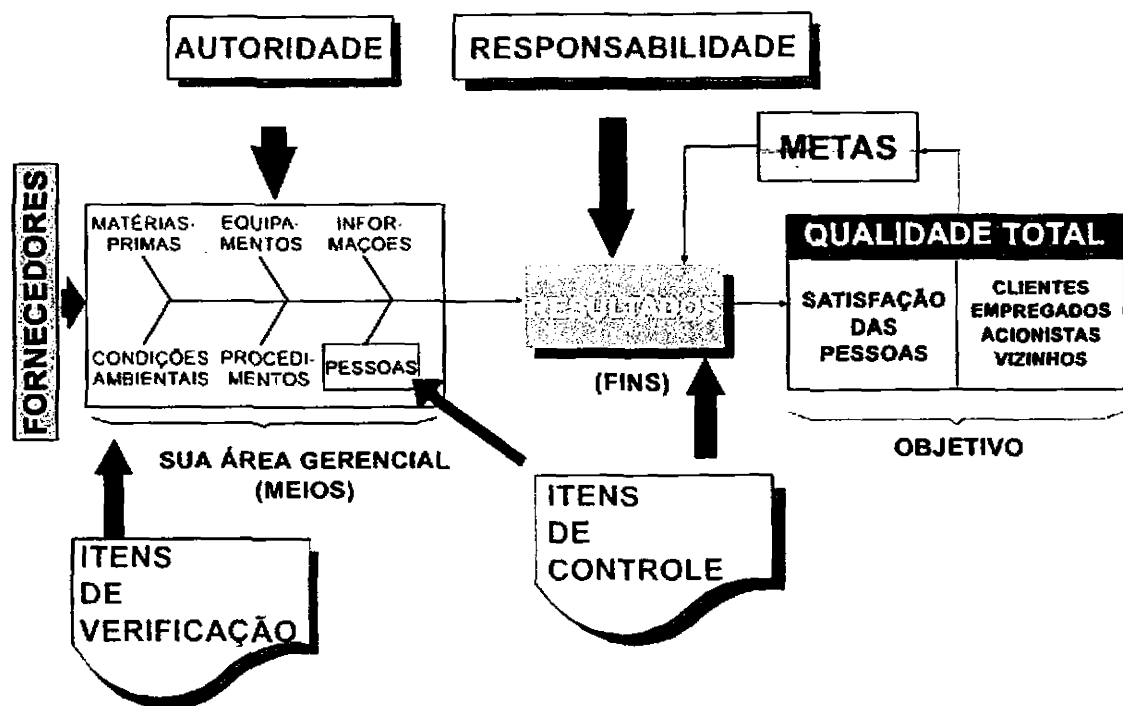 AUTORIDADE
RESPONSABILIDADE
METAS
FORNECEDORES
MATÉRIAS-
PRIMAS
EQUIPA-
MENTOS
INFOR-
MAÇOES
CONDIÇÕES
AMBIENTAIS
PROCEDI-
MENTOS
PESSOAS
RESULTADOS
(FINS)
QUALIDADE TOTAL
SATISFAÇÃO
DAS
PESSOAS
CLIENTES
EMPREGADOS
ACIONISTAS
VIZINHOS
SUA ÁREA GERENCIAL
(MEIOS)
OBJETIVO
ITENS
DE
VERIFICAÇÃO
ITENS
DE
CONTROLE